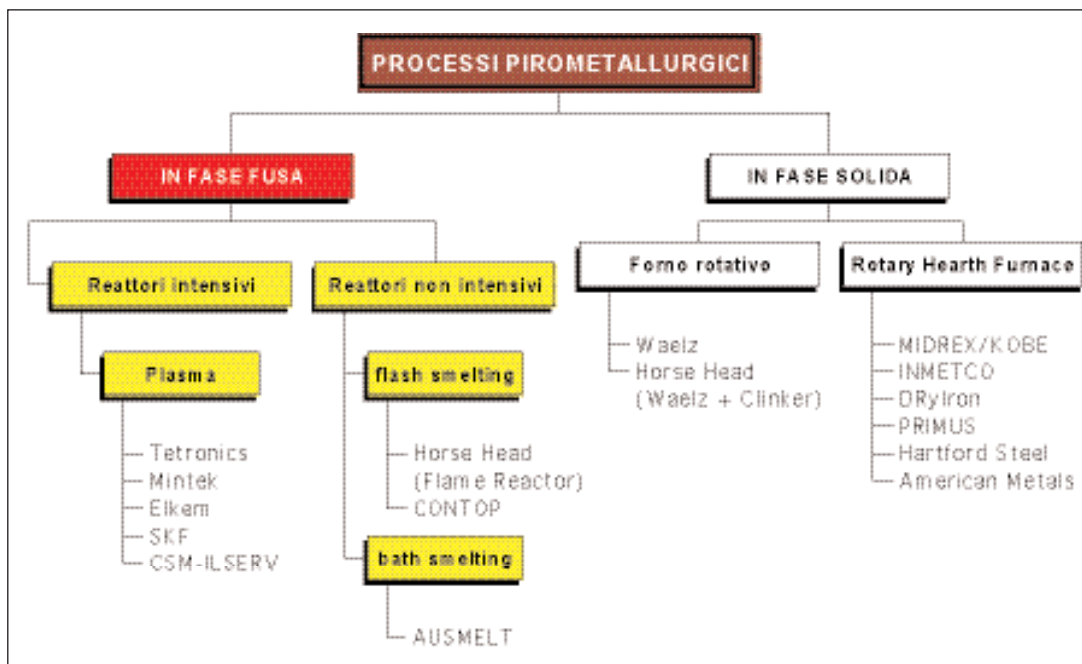 PROCESSI PIROMETALLURGICI
IN FASE FUSA
IN FASE SOLIDA
Reattori intensivi
Reattori non intensivi
Forno rotativo
Rotary Hearth Furnace
Plasma
Tetronics
Mintek
Elkem
SKF
CSM-ILSERV
flash smelting
Horse Head
(Flame Reactor)
CONTOP
bath smelting
AUSMELT
Waelz
Horse Head
(Waelz + Clinker)
MIDREX/KOBE
INMETCO
DRyIron
PRIMUS
Hartford Steel
American Metals